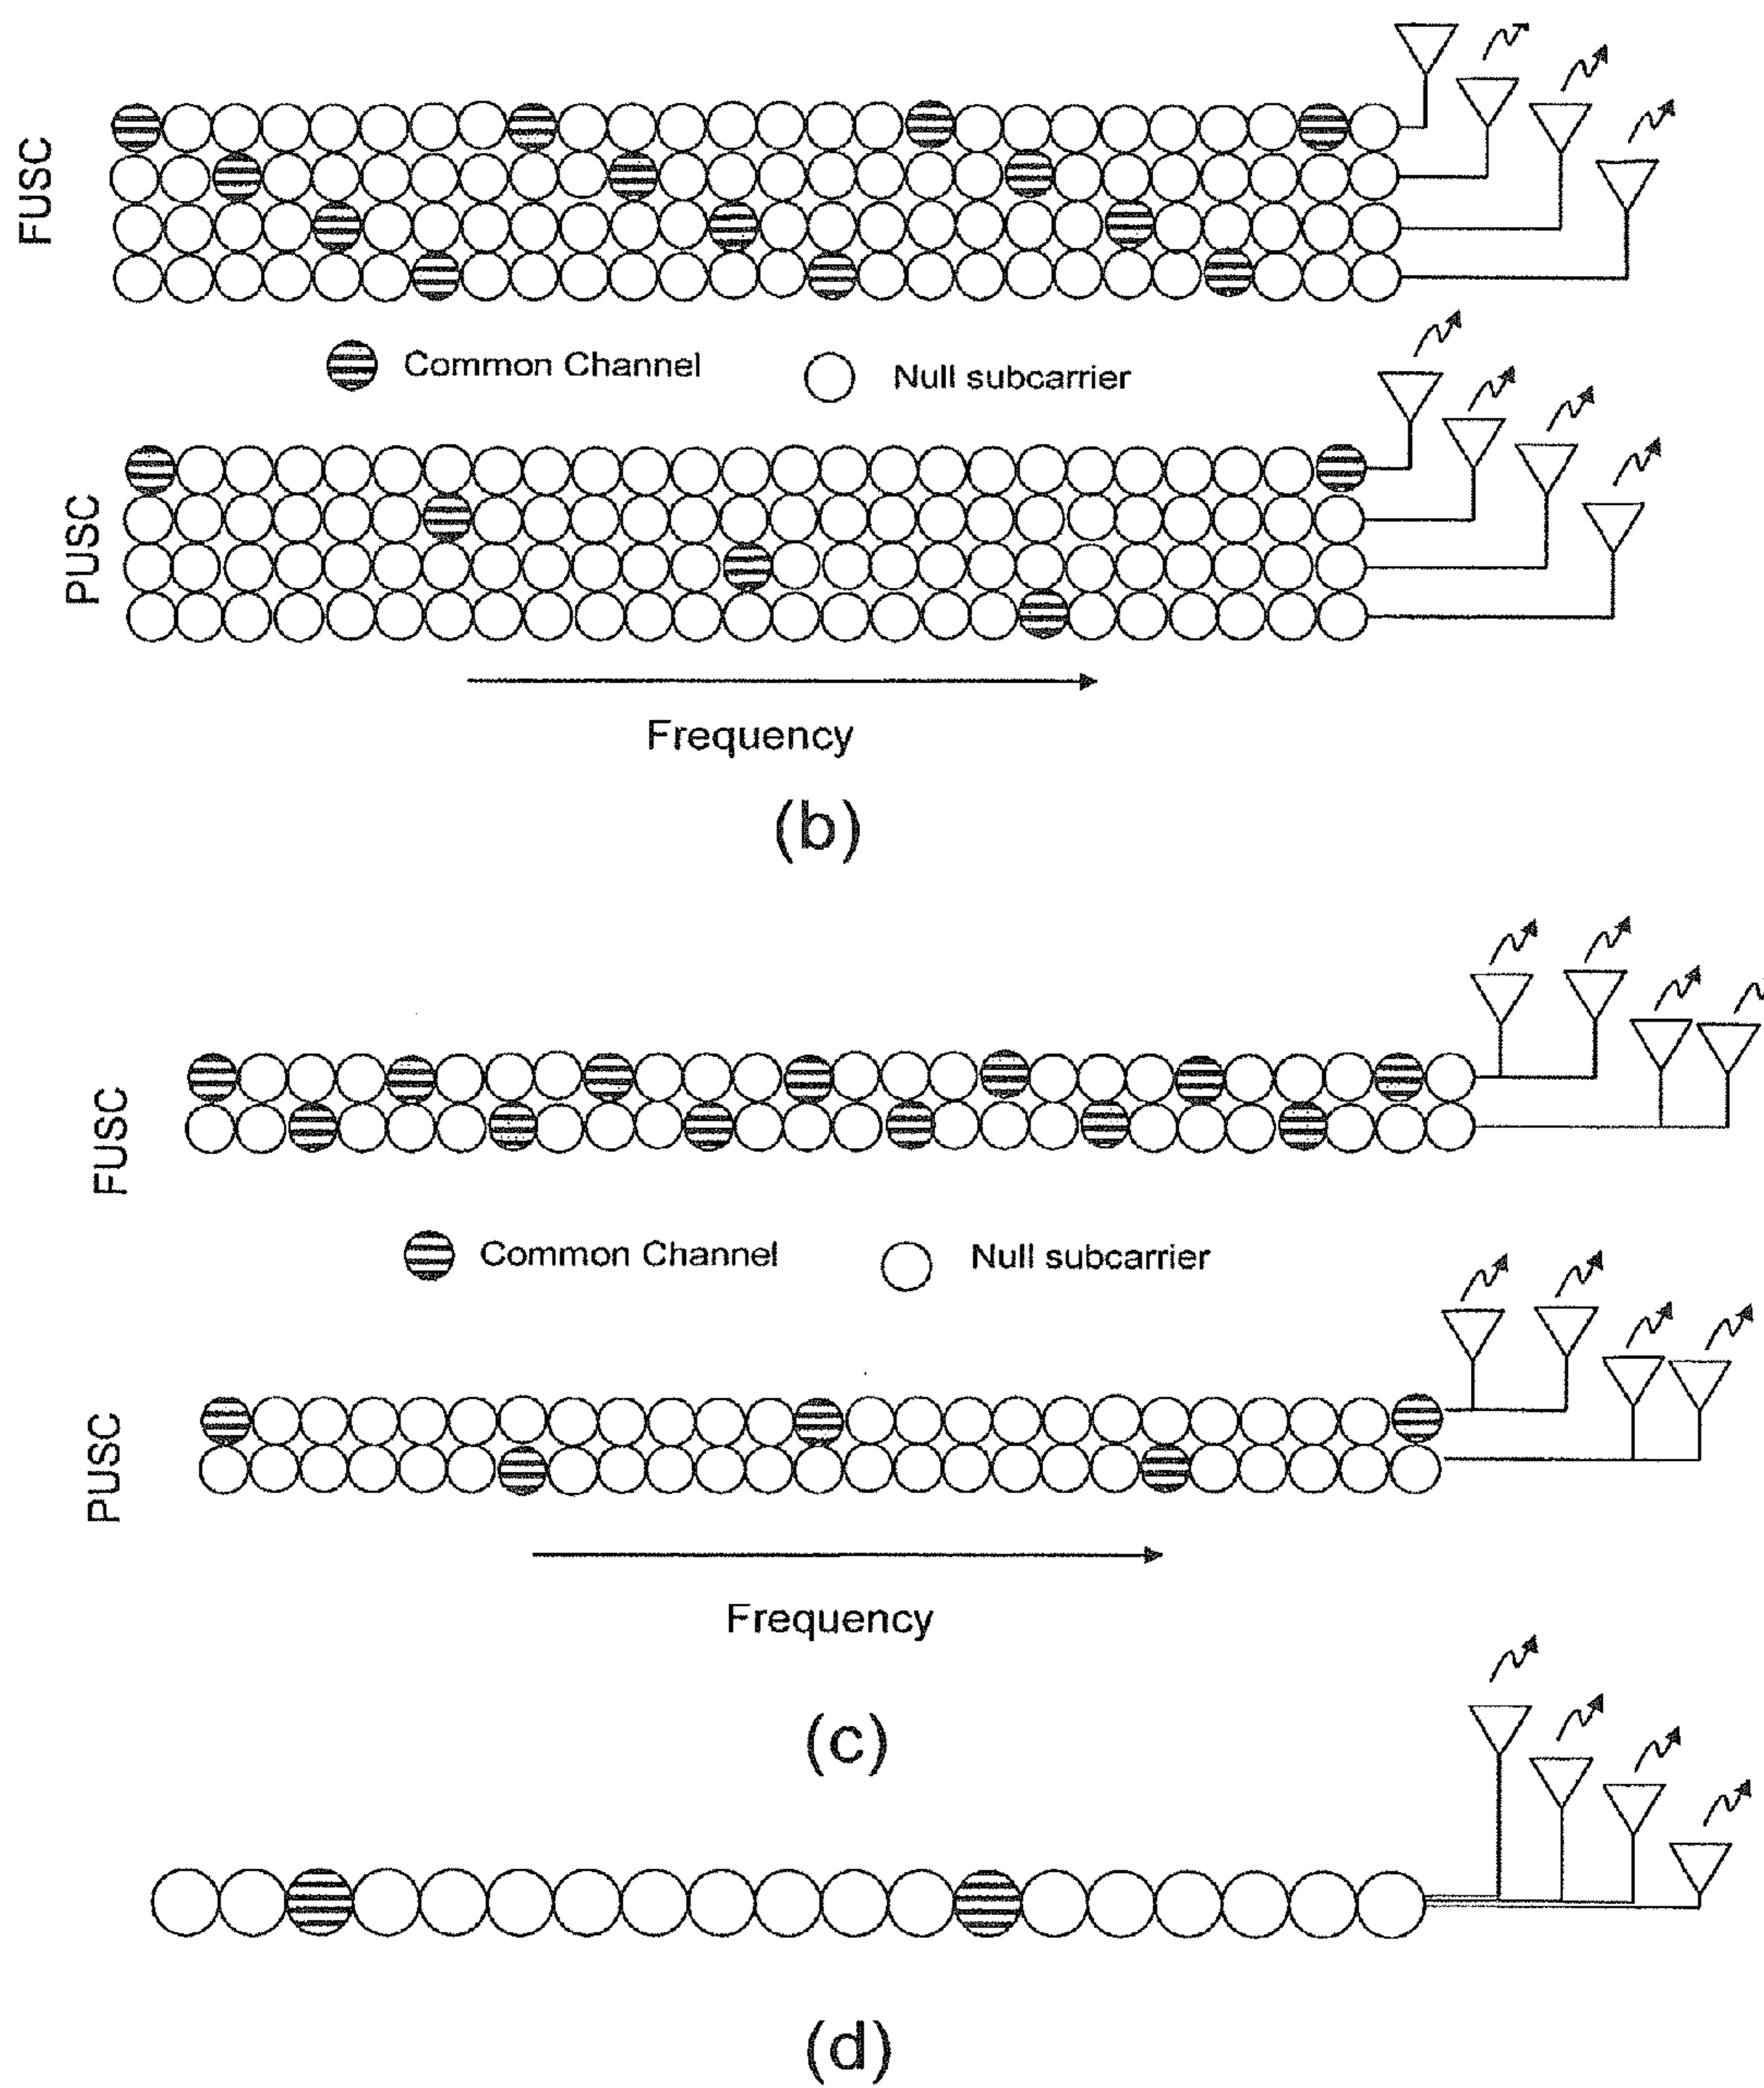 FUSC
Common Channel
Null subcarrier
PUSC
Frequency
(b)
FUSC
Common Channel
Null subcarrier
PUSC
Frequency
(c)
(d)